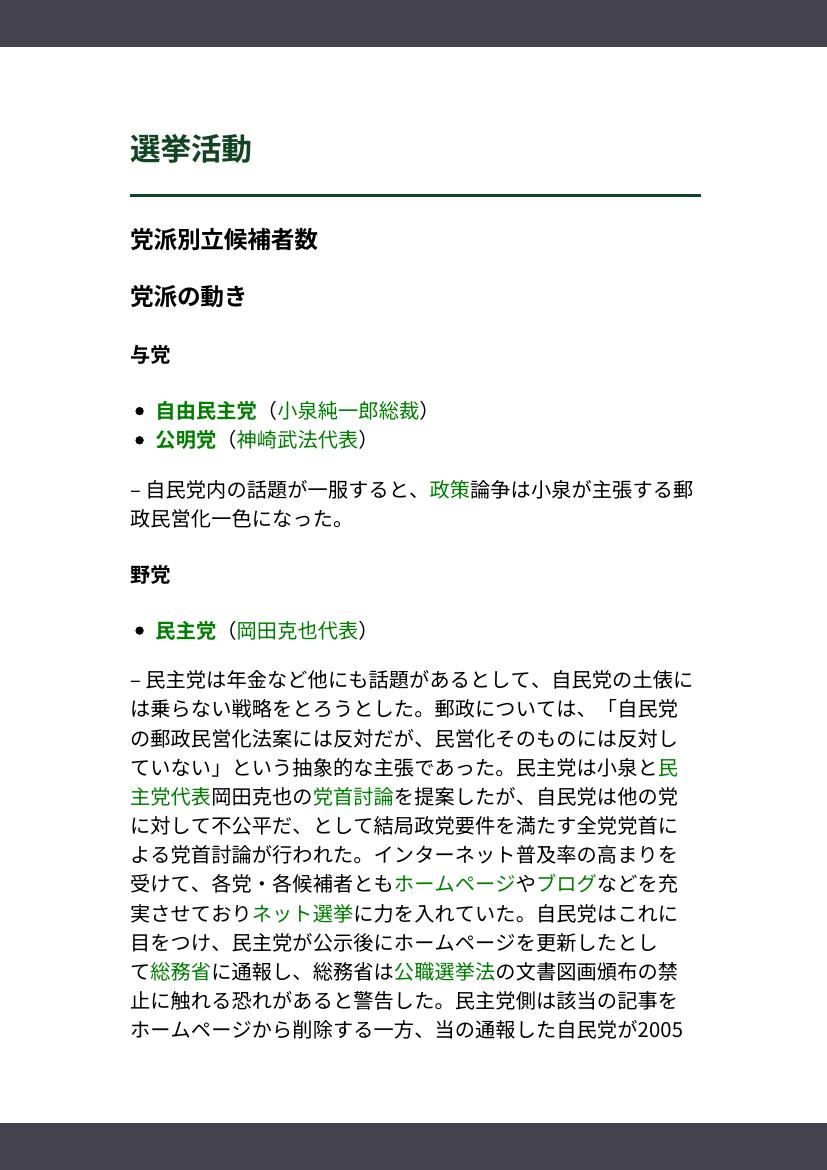 選挙活動
党派別立候補者数
党派の動き
与党
• 自由民主党（小泉純一郎総裁）
• 公明党（神崎武法代表）
– 自民党内の話題が一服すると、政策論争は小泉が主張する郵
政民営化一色になった。
野党
• 民主党（岡田克也代表）
– 民主党は年金など他にも話題があるとして、自民党の土俵に
は乗らない戦略をとろうとした。郵政については、「自民党
の郵政民営化法案には反対だが、民営化そのものには反対し
ていない」という抽象的な主張であった。民主党は小泉と民
主党代表岡田克也の党首討論を提案したが、自民党は他の党
に対して不公平だ、として結局政党要件を満たす全党党首に
よる党首討論が行われた。インターネット普及率の高まりを
受けて、各党・各候補者ともホームページやブログなどを充
実させておりネット選挙に力を入れていた。自民党はこれに
目をつけ、民主党が公示後にホームページを更新したとし
て総務省に通報し、総務省は公職選挙法の文書図画頒布の禁
止に触れる恐れがあると警告した。民主党側は該当の記事を
ホームページから削除する一方、当の通報した自民党が2005